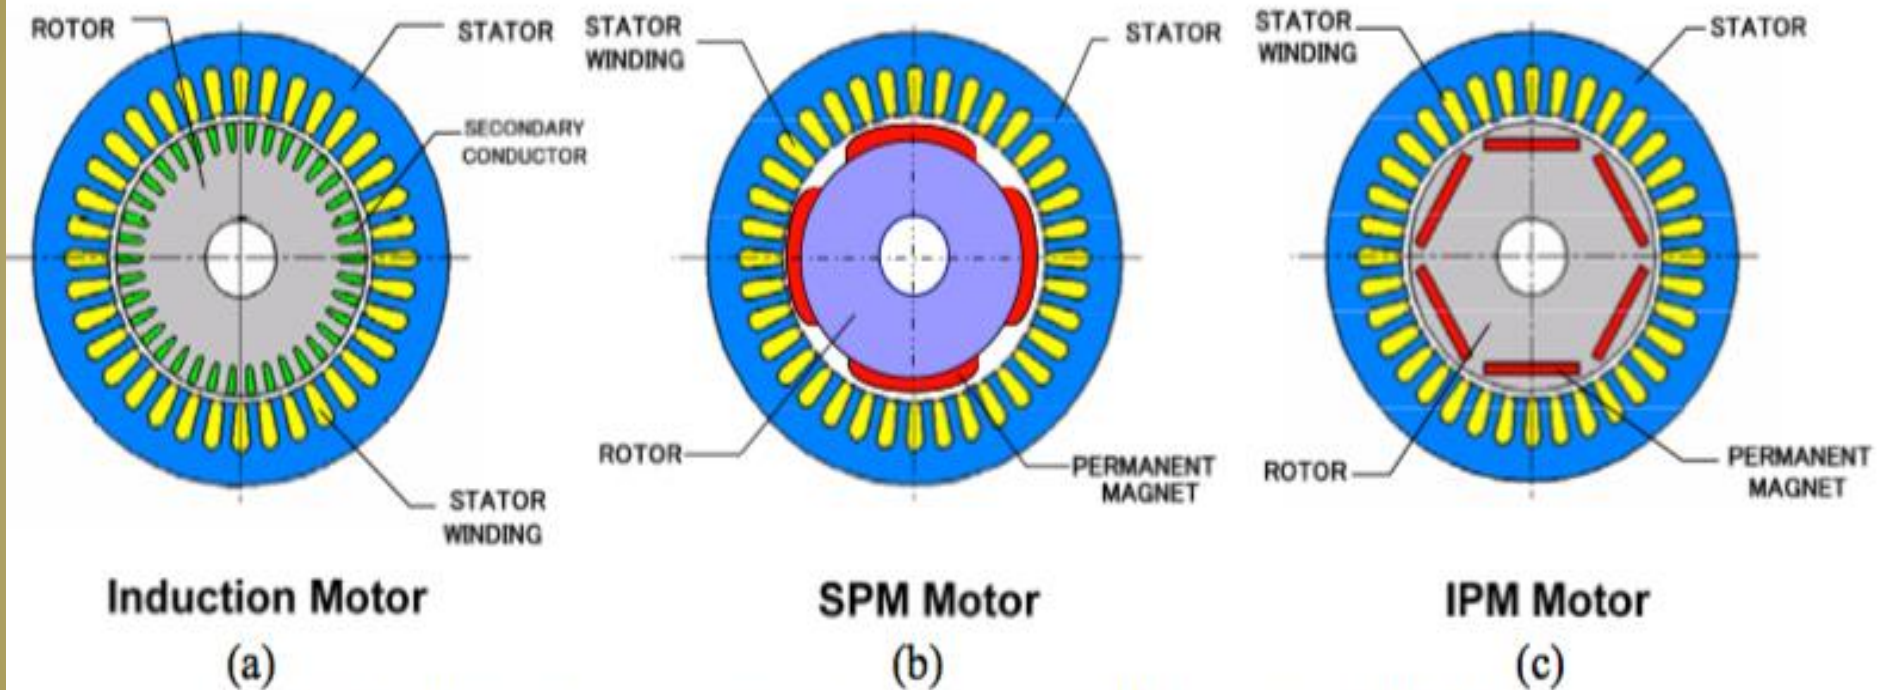 ROTOR
STATOR
SECONDARY
CONDUCTOR
STATOR
WINDING
Induction Motor
(a)
STATOR
WINDING
STATOR
ROTOR
PERMANENT
MAGNET
SPM Motor
(b)
STATOR
WINDING
STATOR
ROTOR
PERMANENT
MAGNET
IPM Motor
(c)